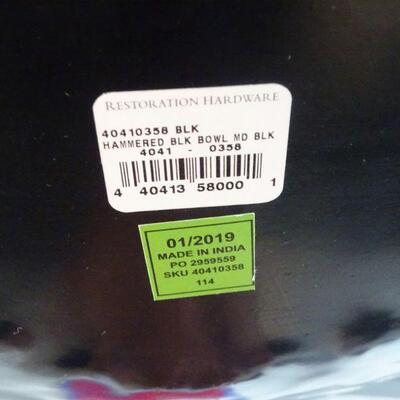 RESTORATION HARDWARE
40410358 BLK
HAMMERED BLK BOWL MD BLK
4041 - 0358
4 40413 58000 1
01/2019
MADE IN INDIA
PO 2959559
SKU 40410358
114